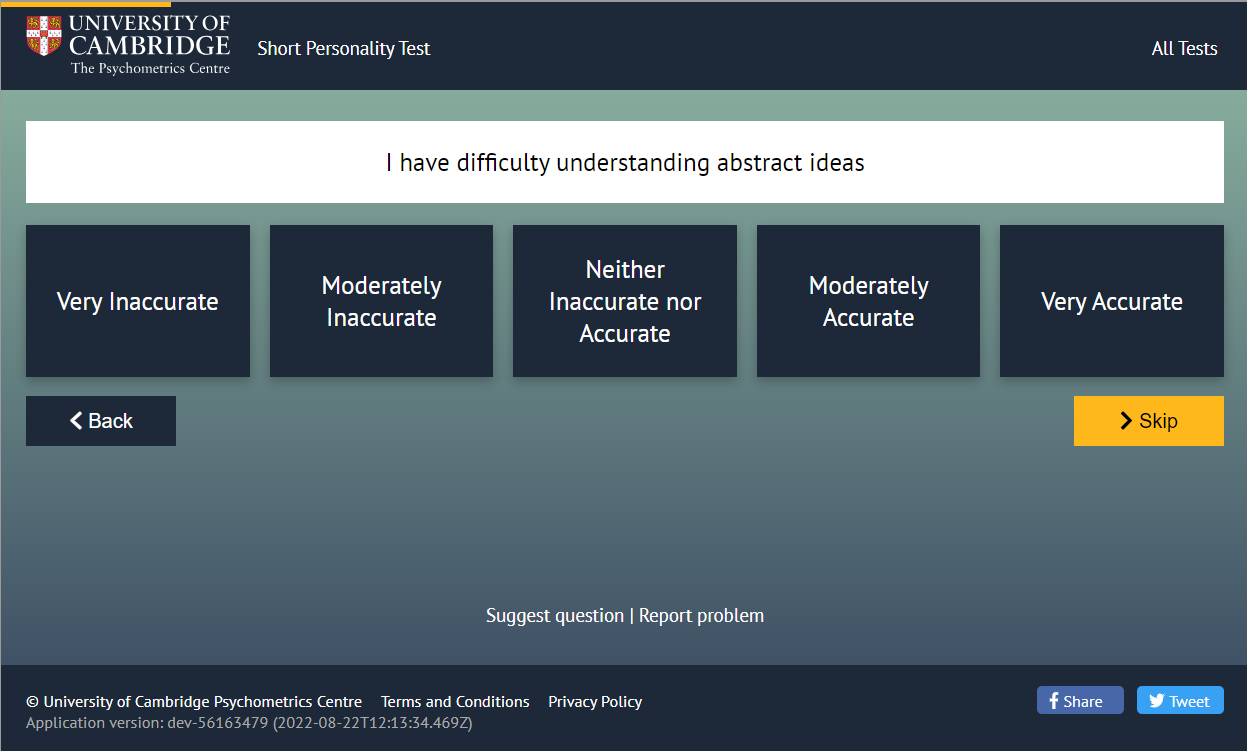 UNIVERSITY OF
CAMBRIDGE
The Psychometrics Centre
Short Personality Test
All Tests
I have difficulty understanding abstract ideas
Very Inaccurate
Moderately
Inaccurate
Neither
Inaccurate nor
Accurate
Moderately
Accurate
Very Accurate
Back
Skip
Suggest question | Report problem
© University of Cambridge Psychometrics Centre Terms and Conditions Privacy Policy
Application version: dev-56163479 (2022-08-22T12:13:34.469Z)
Share
Tweet